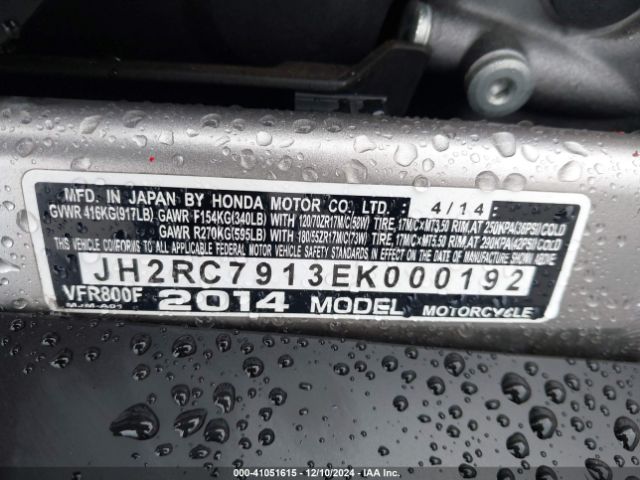 MFD. IN JAPAN BY HONDA MOTOR CO., LTD. : 4/14:
GVWR 416KG(917LB) GAWR F154KG(340LB) WITH 120/70ZR17M/C(58W) TIRE, 17M/C×MT3.50 RIM, AT 250KPA(36PSI)COLD
GAWR R270KG(595LB) WITH 180/55ZR17M/C(73W) TIRE, 17M/C×MT5.50 RIM, AT 290KPA(42PSI)COLD
THIS VEHICLE CONFORMS TO ALL APPLICABLE FEDERAL MOTOR VEHICLE SAFETY STANDARDS IN EFFECT ON THE DATE OF MANUFACTURE SHOWN ABOVE.
JH2RC7913EK000192
VFR800F 2014 MODEL MOTORCYCLE
(80) - 41051615 - 12/10/2024 - IAA Inc.